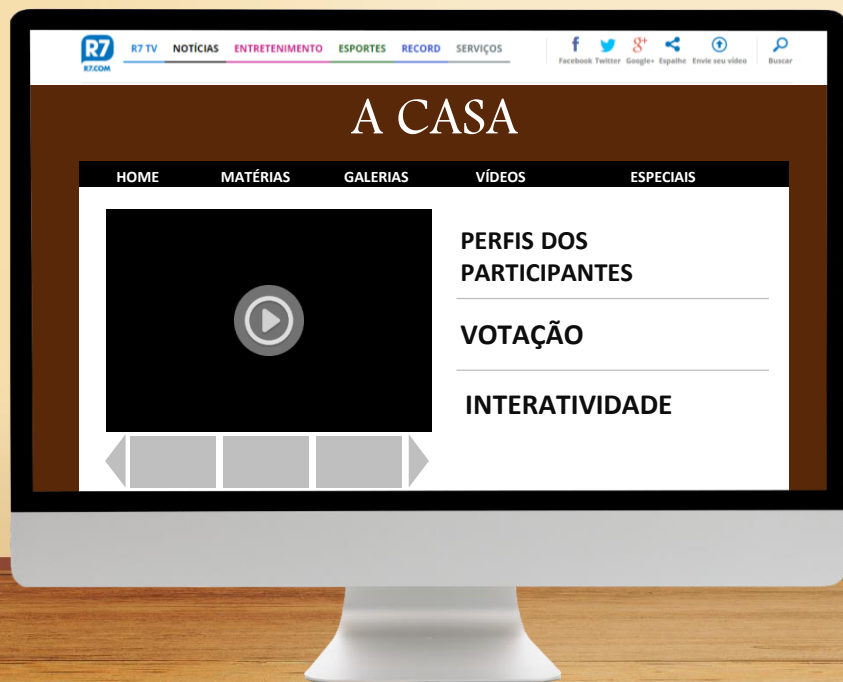 R7
R7.COM
R7 TV NOTÍCIAS ENTRETENIMENTO ESPORTES RECORD SERVIÇOS
Facebook Twitter Google+ Espalhe Envie seu vídeo Buscar
A CASA
HOME MATÉRIAS GALERIAS VÍDEOS ESPECIAIS
PERFIS DOS
PARTICIPANTES
VOTAÇÃO
INTERATIVIDADE